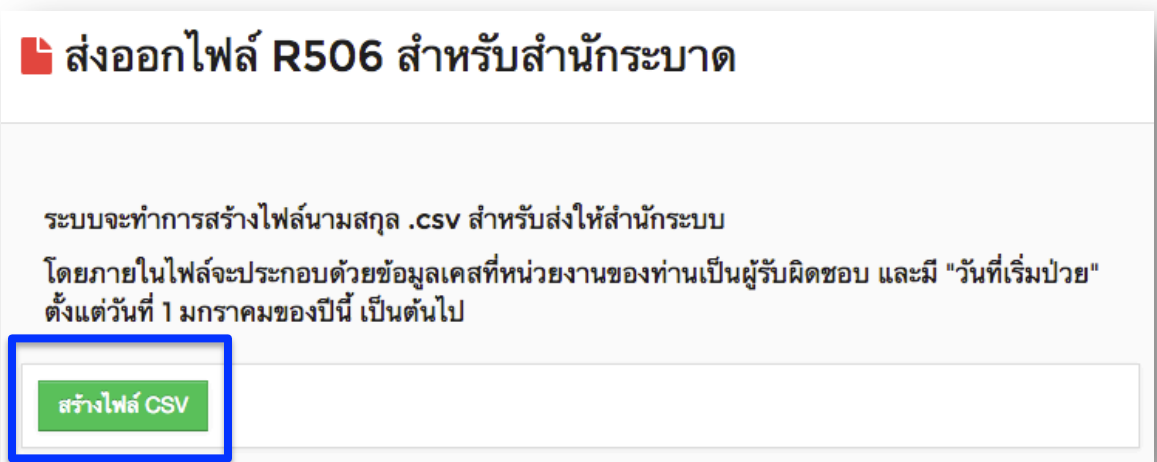 ส่งออกไฟล์ R506 สำหรับสำนักระบาด
ระบบจะทำการสร้างไฟล์นามสกุล .csv สำหรับส่งให้สำนักระบบ
โดยภายในไฟล์จะประกอบด้วยข้อมูลเคสที่หน่วยงานของท่านเป็นผู้รับผิดชอบ และมี "วันที่เริ่มป่วย"
ตั้งแต่วันที่ 1 มกราคมของปีนี้ เป็นต้นไป
สร้างไฟล์ CSV